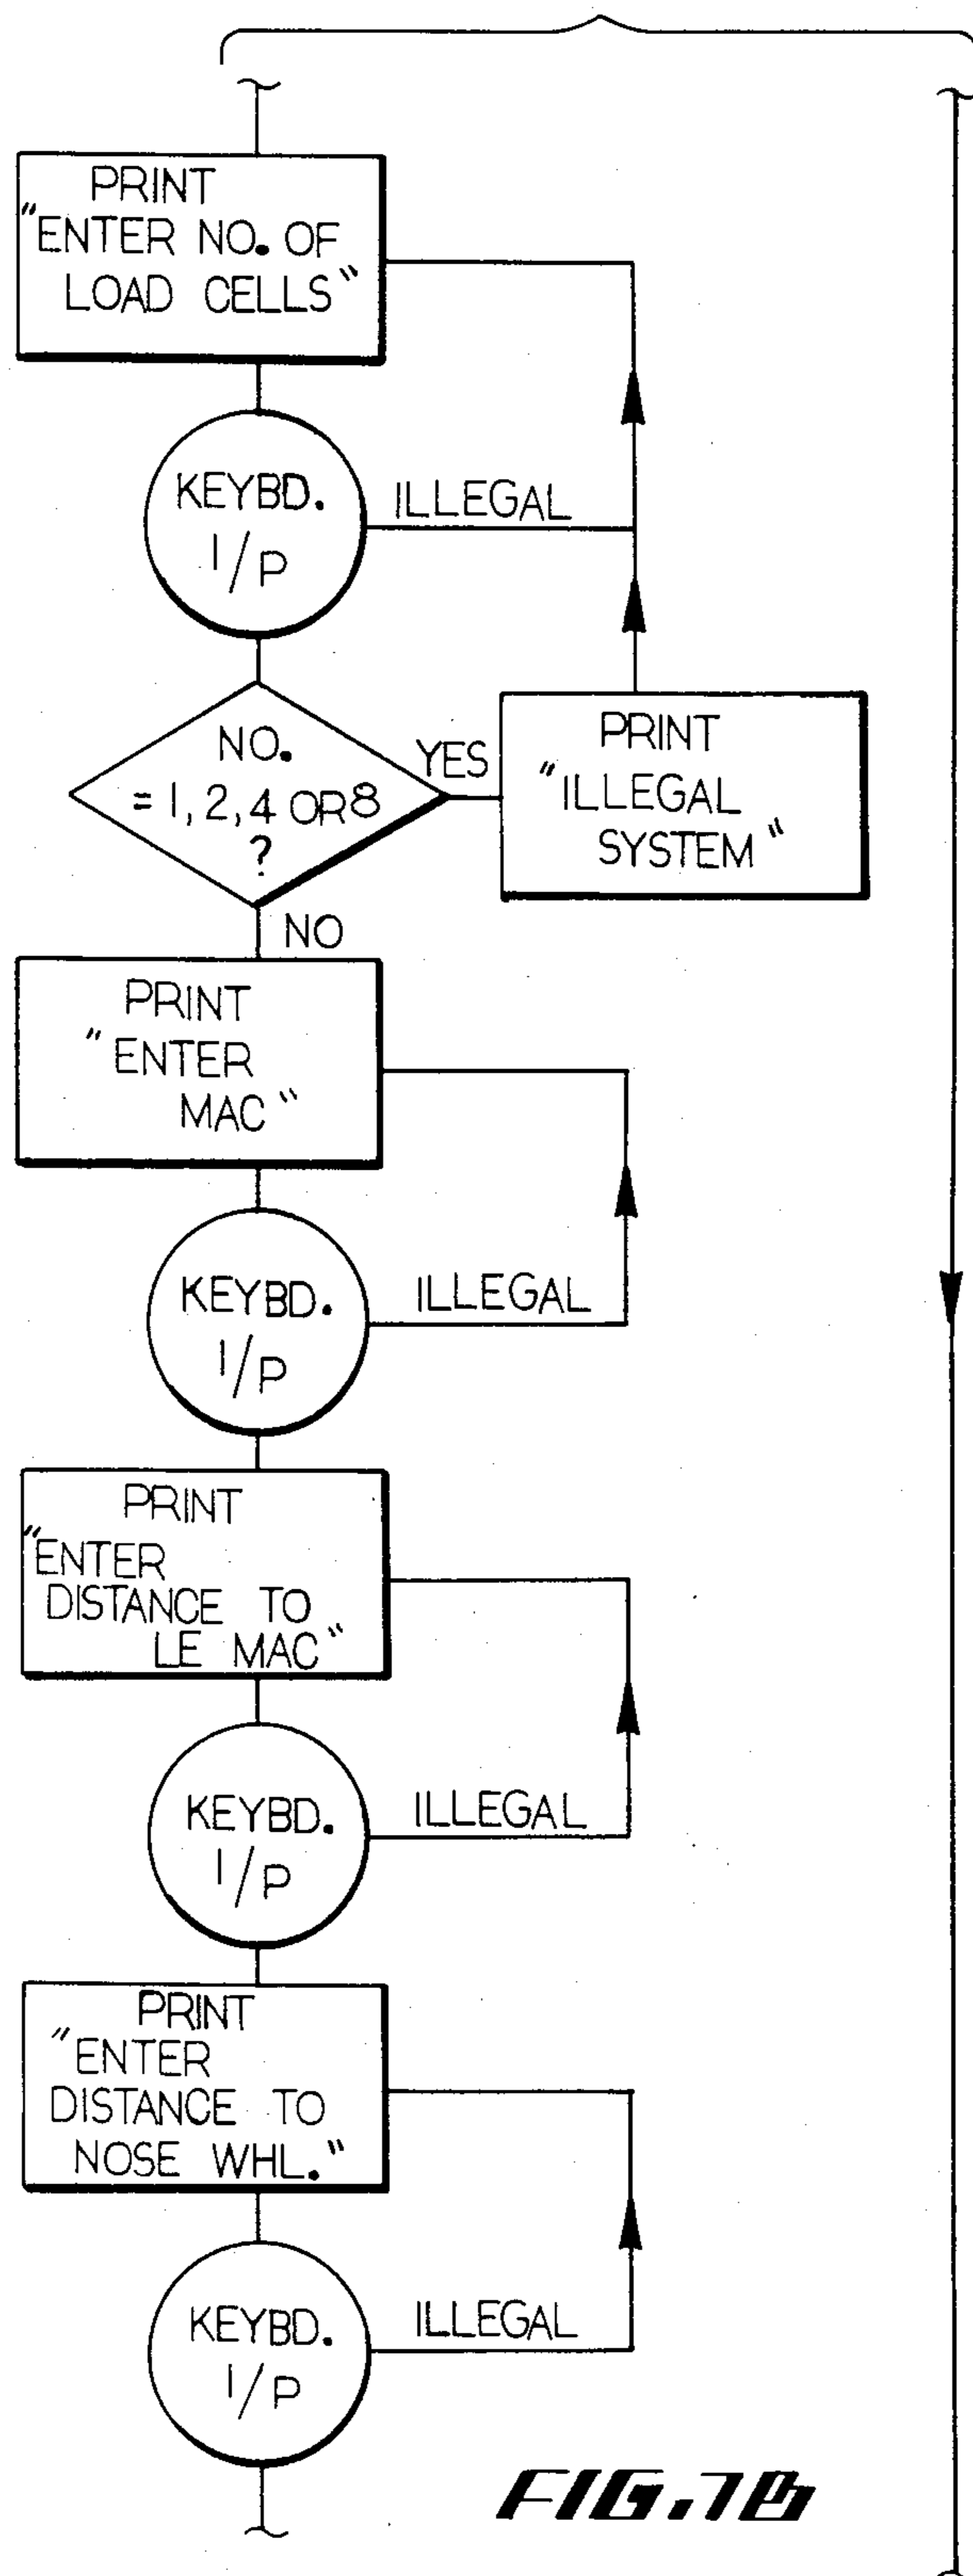 PRINT
"ENTER NO. OF
LOAD CELLS"
KEYBD.
I/P
ILLEGAL
NO.
= 1, 2, 4 OR 8
?
YES
PRINT
"ILLEGAL
SYSTEM"
NO
PRINT
"ENTER
MAC"
KEYBD.
I/P
ILLEGAL
PRINT
"ENTER
DISTANCE TO
LE MAC"
KEYBD.
I/P
ILLEGAL
PRINT
"ENTER
DISTANCE TO
NOSE WHL."
KEYBD.
I/P
ILLEGAL
FIG. 7B